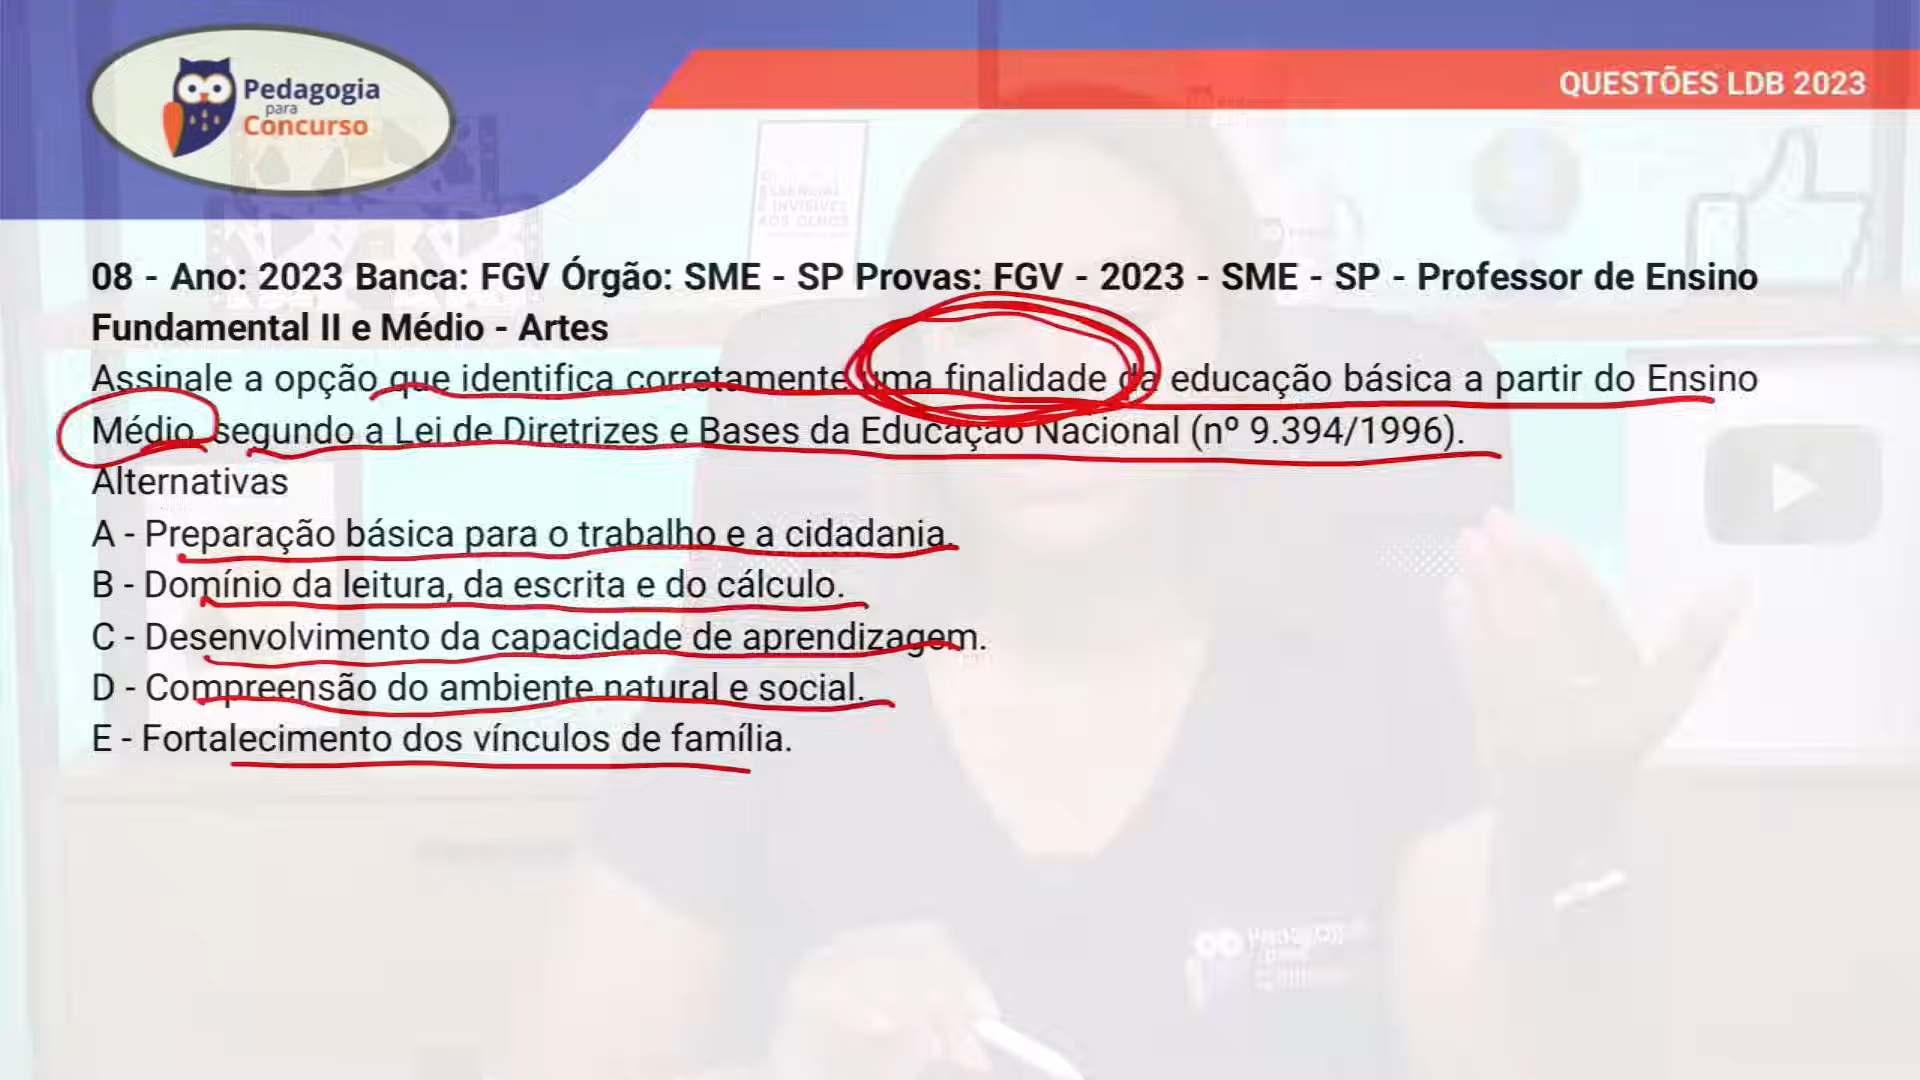 Pedagogia
para
Concurso
QUESTÕES LDB 2023
ESSENCIAL
É INVISÍVEL
AOS OLHOS
08 - Ano: 2023 Banca: FGV Órgão: SME - SP Provas: FGV - 2023 - SME - SP - Professor de Ensino
Fundamental II e Médio - Artes
Assinale a opção que identifica corretamente uma finalidade da educação básica a partir do Ensino
Médio, segundo a Lei de Diretrizes e Bases da Educação Nacional (nº 9.394/1996).
Alternativas
A - Preparação básica para o trabalho e a cidadania.
B - Domínio da leitura, da escrita e do cálculo.
C - Desenvolvimento da capacidade de aprendizagem.
D - Compreensão do ambiente natural e social.
E - Fortalecimento dos vínculos de família.